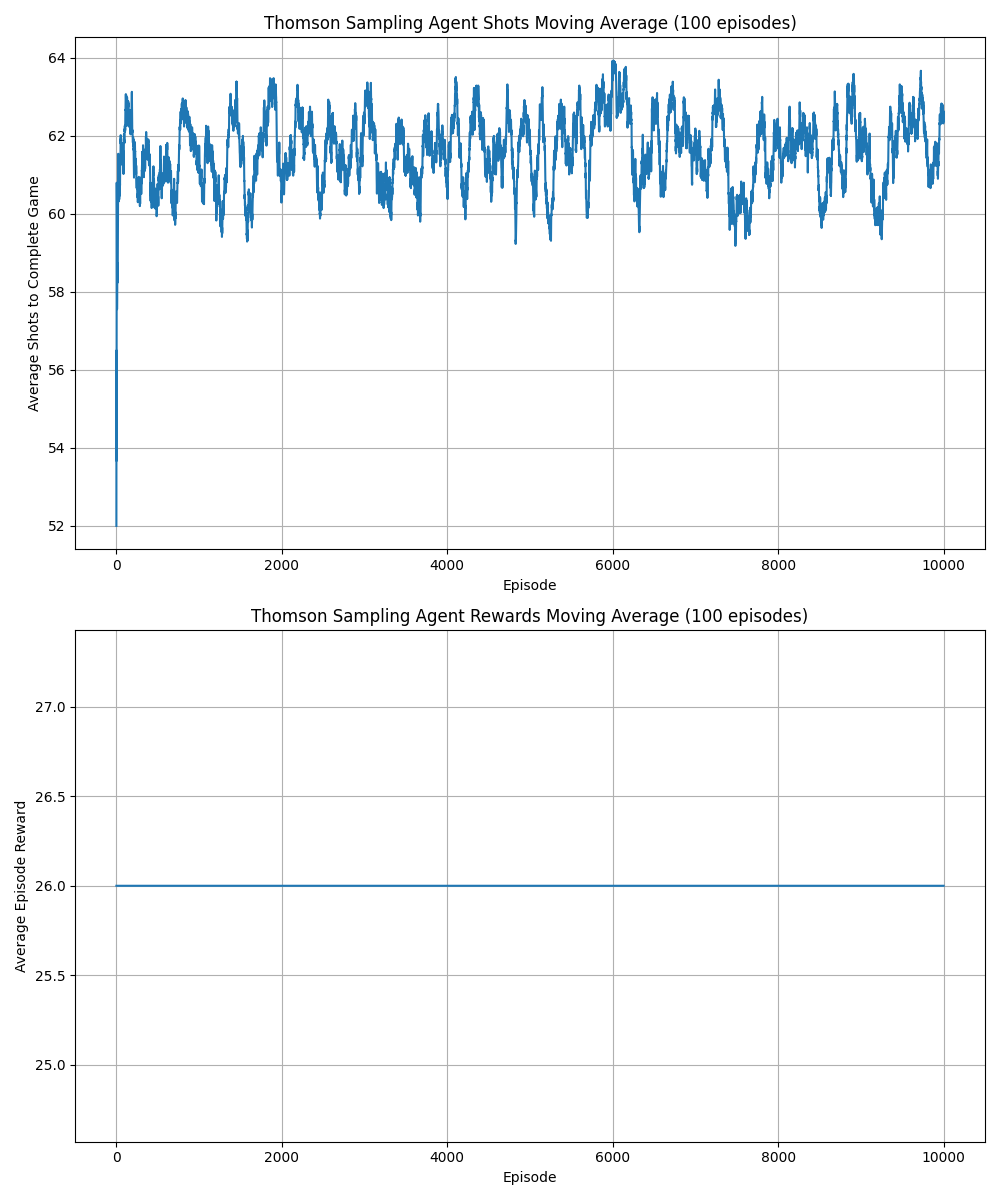 Thomson Sampling Agent Shots Moving Average (100 episodes)
Average Shots to Complete Game
64
62
60
58
56
54
52
0 2000 4000 6000 8000 10000
Episode
Thomson Sampling Agent Rewards Moving Average (100 episodes)
Average Episode Reward
27.0
26.5
26.0
25.5
25.0
0 2000 4000 6000 8000 10000
Episode